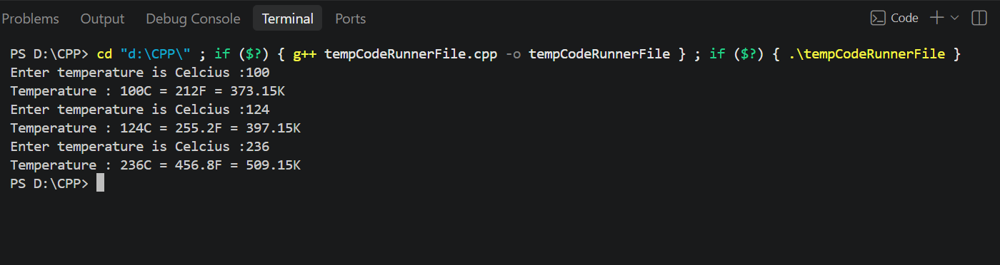 Problems Output Debug Console Terminal Ports Code
PS D:\CPP> cd "d:\CPP\" ; if ($?) { g++ tempCodeRunnerFile.cpp -o tempCodeRunnerFile } ; if ($?) { .\tempCodeRunnerFile }
Enter temperature is Celcius :100
Temperature : 100C = 212F = 373.15K
Enter temperature is Celcius :124
Temperature : 124C = 255.2F = 397.15K
Enter temperature is Celcius :236
Temperature : 236C = 456.8F = 509.15K
PS D:\CPP>